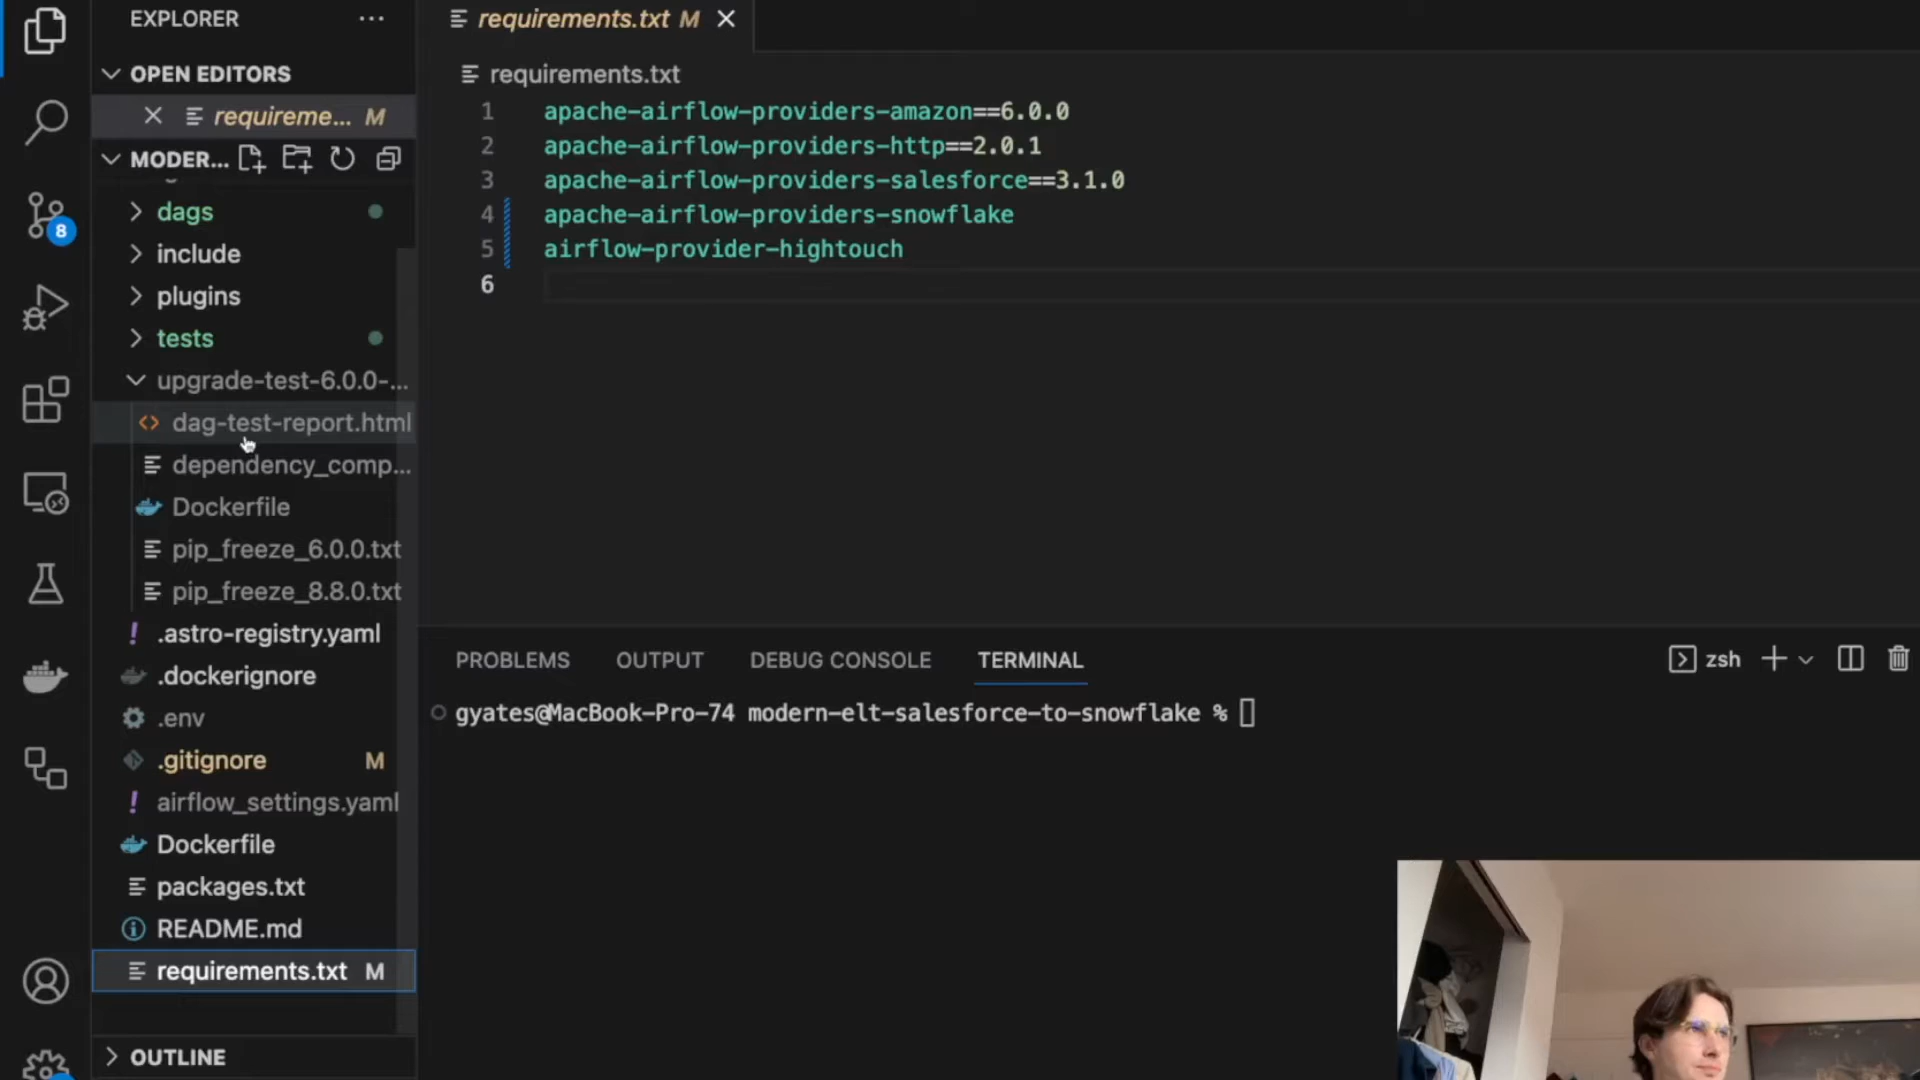 EXPLORER
OPEN EDITORS
requireme... M
MODER...
dags
include
plugins
tests
upgrade-test-6.0.0-...
dag-test-report.html
dependency_comp...
Dockerfile
pip_freeze_6.0.0.txt
pip_freeze_8.8.0.txt
.astro-registry.yaml
.dockerignore
.env
.gitignore M
airflow_settings.yaml
Dockerfile
packages.txt
README.md
requirements.txt M
OUTLINE
8
requirements.txt M
requirements.txt
1 apache-airflow-providers-amazon==6.0.0
2 apache-airflow-providers-http==2.0.1
3 apache-airflow-providers-salesforce==3.1.0
4 apache-airflow-providers-snowflake
5 airflow-provider-hightouch
6
PROBLEMS OUTPUT DEBUG CONSOLE TERMINAL
zsh
gyates@MacBook-Pro-74 modern-elt-salesforce-to-snowflake %